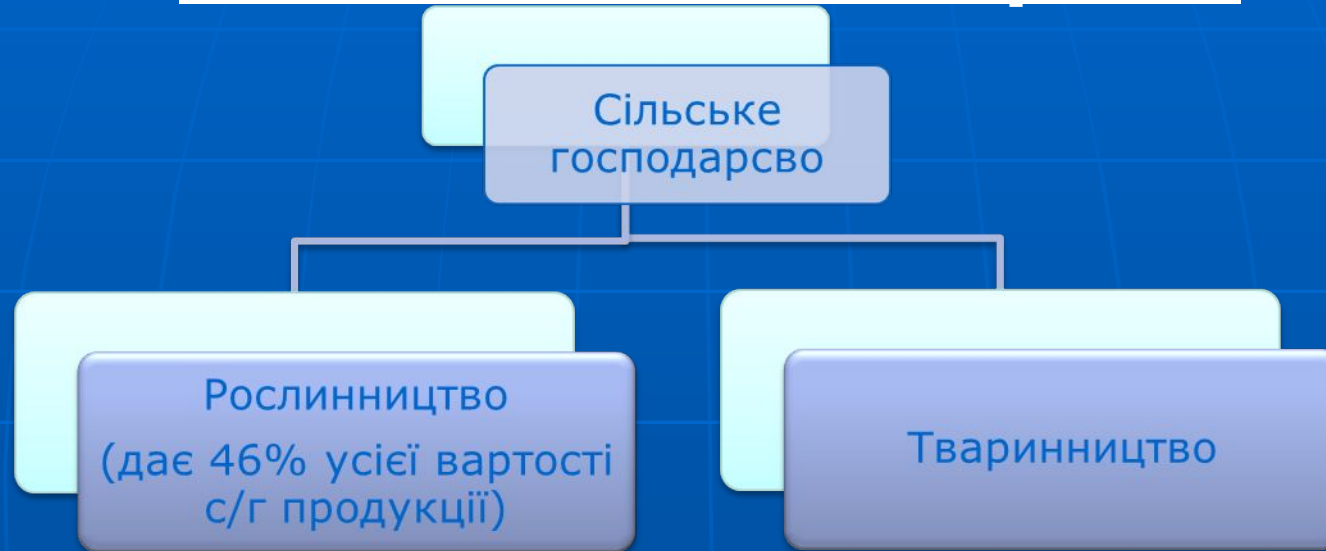 Сільське
господарсво
Рослинництво
(дає 46% усієї вартості
с/г продукції)
Тваринництво